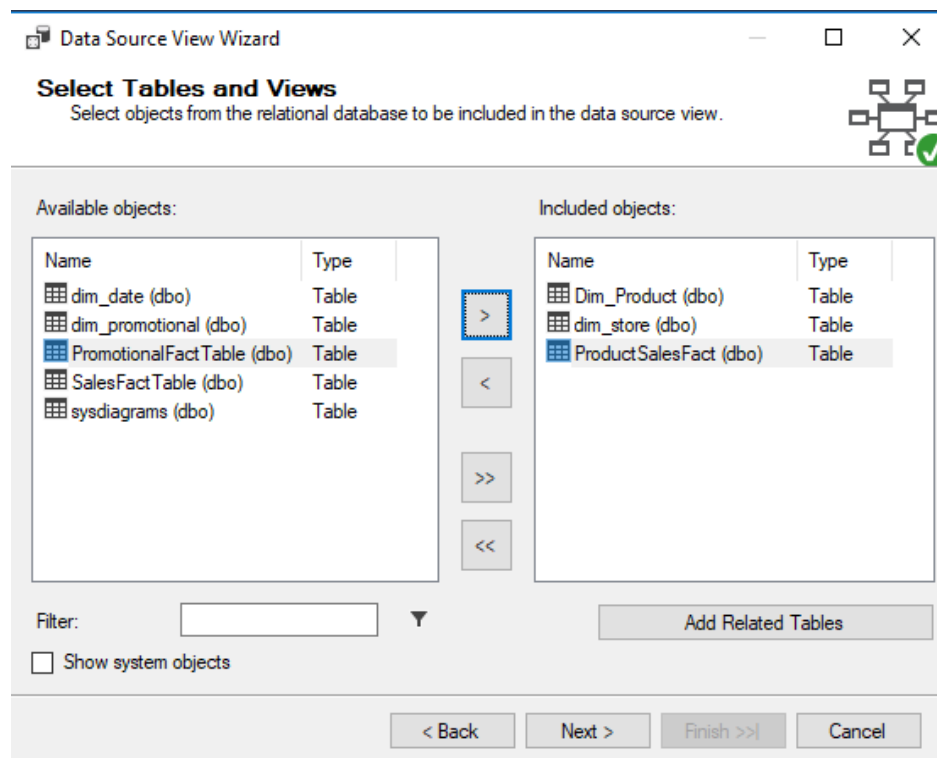 Data Source View Wizard
Select Tables and Views
Select objects from the relational database to be included in the data source view.
Available objects:
Name Type
dim_date (dbo) Table
dim_promotional (dbo) Table
PromotionalFactTable (dbo) Table
SalesFactTable (dbo) Table
sysdiagrams (dbo) Table
>
<
>>
<<
Included objects:
Name Type
Dim_Product (dbo) Table
dim_store (dbo) Table
ProductSalesFact (dbo) Table
Filter:
Add Related Tables
Show system objects
< Back Next > Finish >>| Cancel